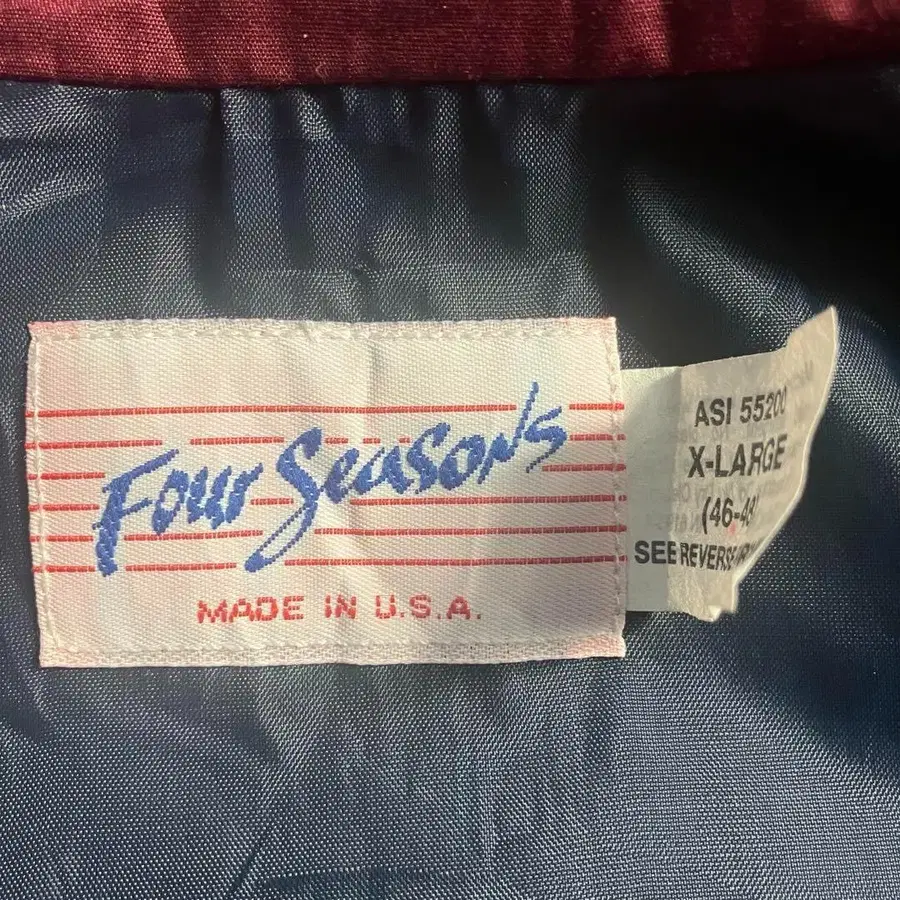 Four Seasons
MADE IN U.S.A.
ASI 55200
X-LARGE
(46-48)
SEE REVERSE